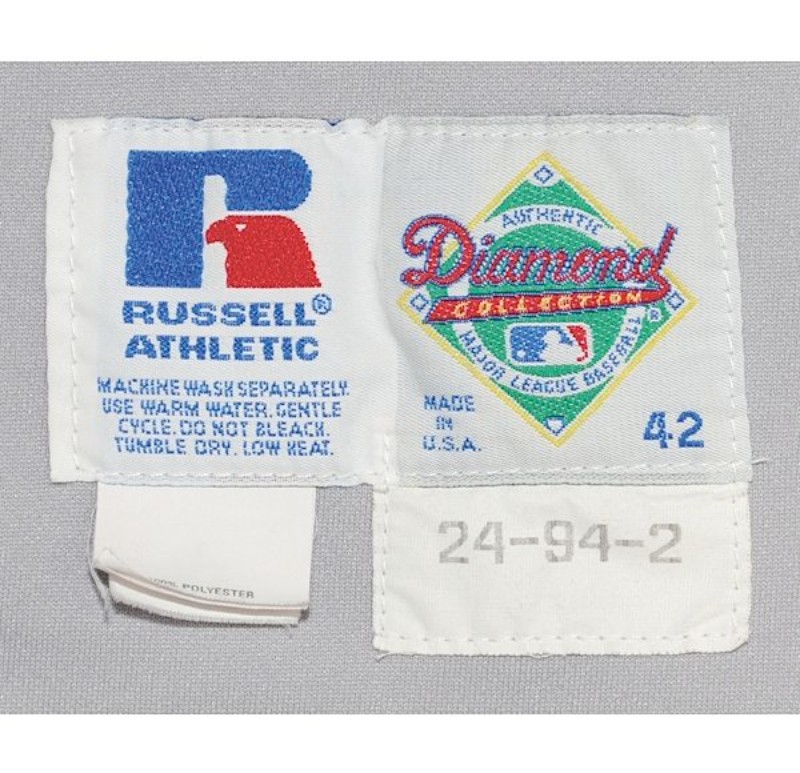 RUSSELL®
ATHLETIC
MACHINE WASH SEPARATELY.
USE WARM WATER. GENTLE
CYCLE. DO NOT BLEACH.
TUMBLE DRY. LOW HEAT.
AUTHENTIC
Diamond
COLLECTION
®
MAJOR LEAGUE BASEBALL
MADE
IN
U.S.A.
42
24-94-2
100% POLYESTER